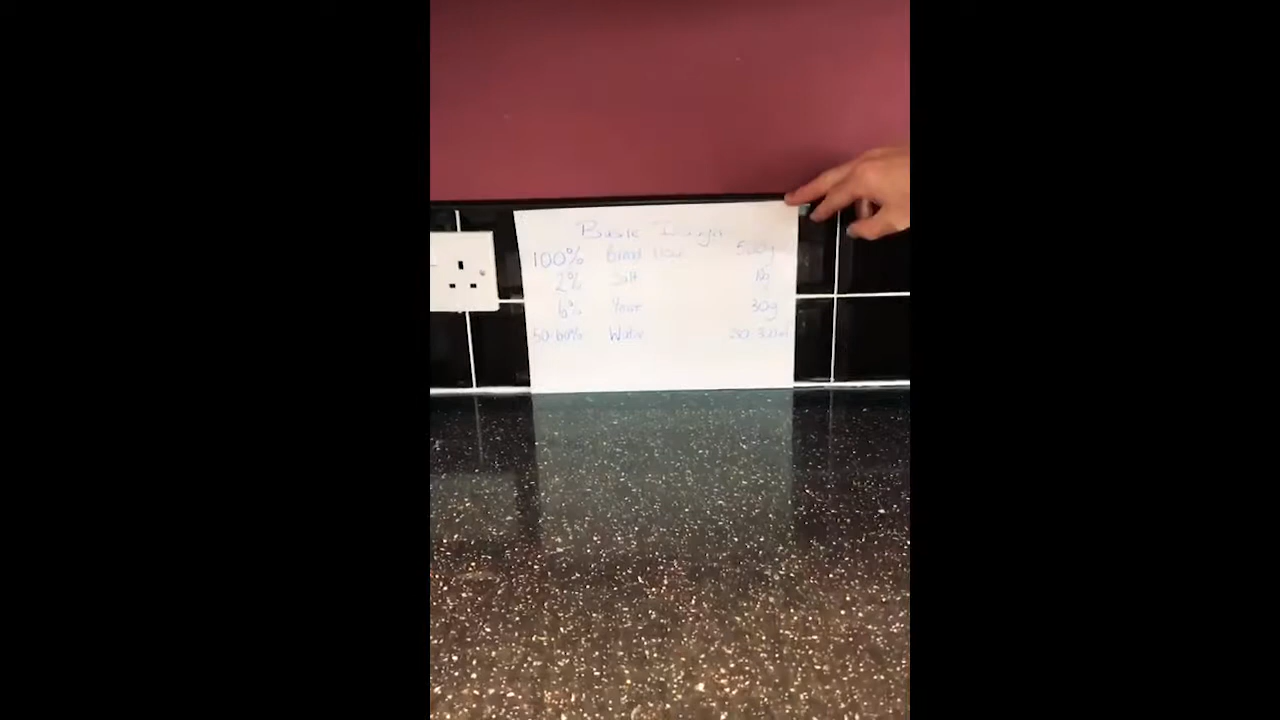 Basic Dough
100% Bread Flour 500g
2% Salt 10g
6% Yeast 30g
50-60% Water